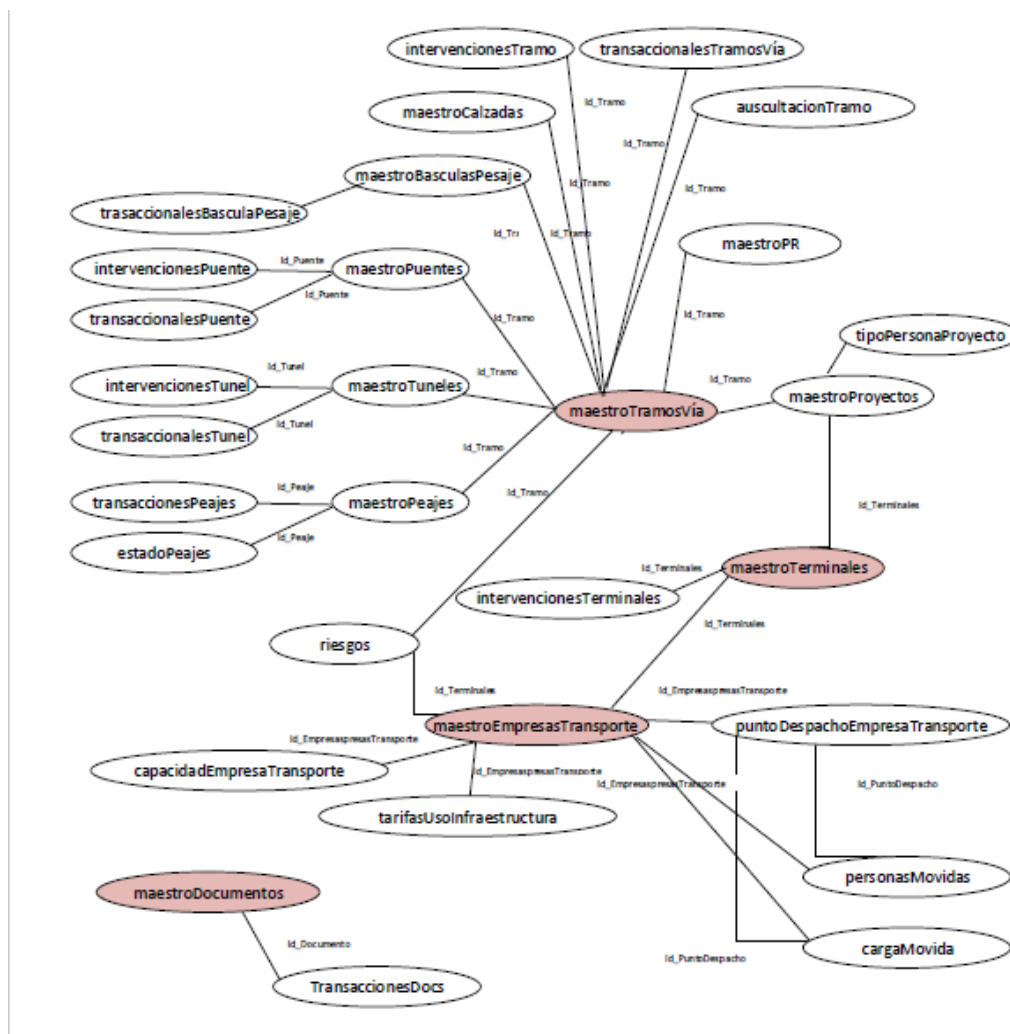 intervencionesTramo
transaccionalesTramosVía
Id_Tramo
maestroCalzadas
auscultacionTramo
Id_Tramo
maestroBasculasPesaje
Id_Tramo
Id_Tramo
trasaccionalesBasculaPesaje
Id_Tr
Id_Tramo
maestroPR
intervencionesPuente
Id_Puente
maestroPuentes
Id_Puente
transaccionalesPuente
Id_Tramo
Id_Tramo
tipoPersonaProyecto
Id_Tunel
intervencionesTunel
maestroTuneles
Id_Tramo
Id_Tramo
maestroProyectos
maestroTramosVía
transaccionalesTunel
Id_Tunel
Id_Tramo
Id_Tramo
transaccionesPeajes
Id_Peaje
maestroPeajes
Id_Terminales
Id_Peaje
estadoPeajes
Id_Terminales
maestroTerminales
intervencionesTerminales
Id_Terminales
riesgos
Id_Terminales
Id_EmpresaspresasTransporte
maestroEmpresasTransporte
puntoDespachoEmpresaTransporte
Id_EmpresaspresasTransporte
capacidadEmpresaTransporte
Id_EmpresaspresasTransporte
Id_EmpresaspresasTransporte
Id_PuntoDespacho
tarifasUsoInfraestructura
maestroDocumentos
personasMovidas
Id_Documento
cargaMovida
Id_PuntoDespacho
TransaccionesDocs